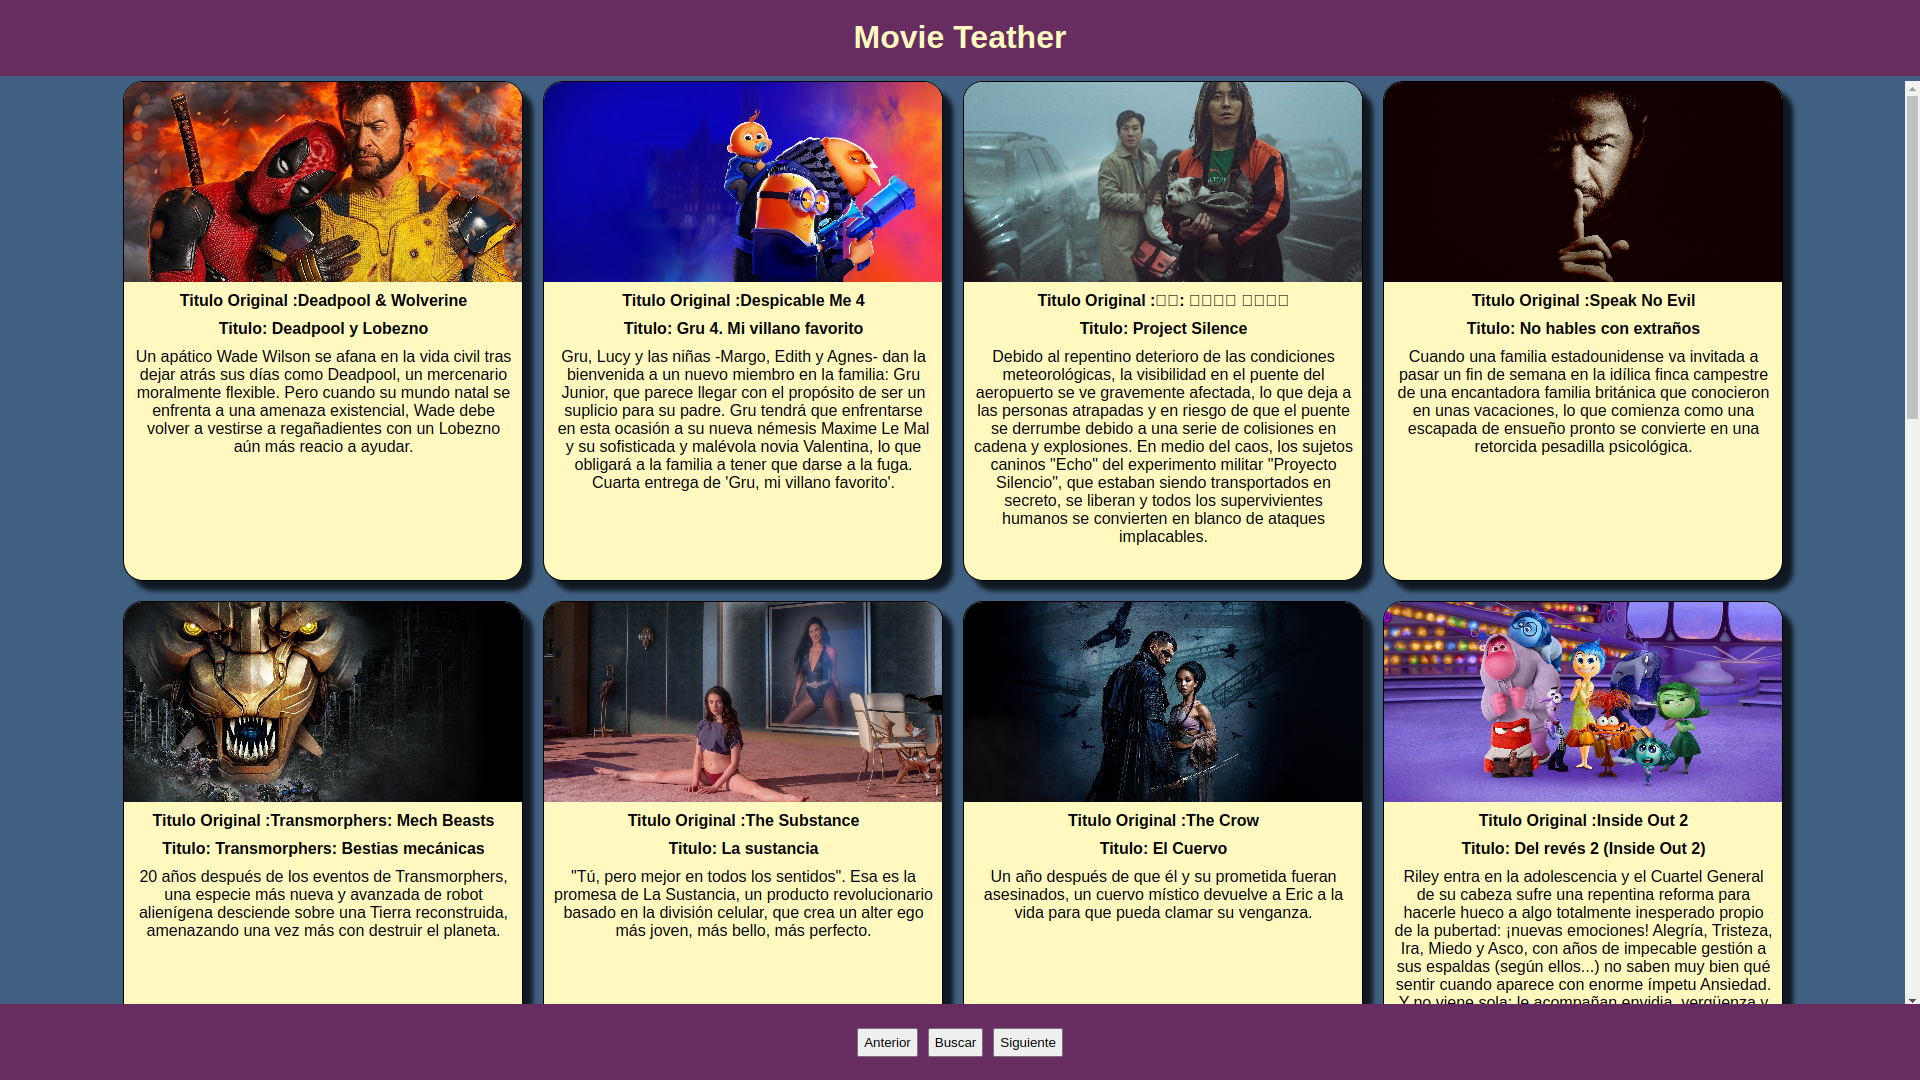 Movie Teather
Titulo Original :Deadpool & Wolverine
Titulo: Deadpool y Lobezno
Un apático Wade Wilson se afana en la vida civil tras
dejar atrás sus días como Deadpool, un mercenario
moralmente flexible. Pero cuando su mundo natal se
enfrenta a una amenaza existencial, Wade debe
volver a vestirse a regañadientes con un Lobezno
aún más reacio a ayudar.
Titulo Original :Despicable Me 4
Titulo: Gru 4. Mi villano favorito
Gru, Lucy y las niñas -Margo, Edith y Agnes- dan la
bienvenida a un nuevo miembro en la familia: Gru
Junior, que parece llegar con el propósito de ser un
suplicio para su padre. Gru tendrá que enfrentarse
en esta ocasión a su nueva némesis Maxime Le Mal
y su sofisticada y malévola novia Valentina, lo que
obligará a la familia a tener que darse a la fuga.
Cuarta entrega de 'Gru, mi villano favorito'.
Titulo Original :
Titulo: Project Silence
Debido al repentino deterioro de las condiciones
meteorológicas, la visibilidad en el puente del
aeropuerto se ve gravemente afectada, lo que deja a
las personas atrapadas y en riesgo de que el puente
se derrumbe debido a una serie de colisiones en
cadena y explosiones. En medio del caos, los sujetos
caninos "Echo" del experimento militar "Proyecto
Silencio", que estaban siendo transportados en
secreto, se liberan y todos los supervivientes
humanos se convierten en blanco de ataques
implacables.
Titulo Original :Speak No Evil
Titulo: No hables con extraños
Cuando una familia estadounidense va invitada a
pasar un fin de semana en la idílica finca campestre
de una encantadora familia británica que conocieron
en unas vacaciones, lo que comienza como una
escapada de ensueño pronto se convierte en una
retorcida pesadilla psicológica.
Titulo Original :Transmorphers: Mech Beasts
Titulo: Transmorphers: Bestias mecánicas
20 años después de los eventos de Transmorphers,
una especie más nueva y avanzada de robot
alienígena desciende sobre una Tierra reconstruida,
amenazando una vez más con destruir el planeta.
Titulo Original :The Substance
Titulo: La sustancia
"Tú, pero mejor en todos los sentidos". Esa es la
promesa de La Sustancia, un producto revolucionario
basado en la división celular, que crea un alter ego
más joven, más bello, más perfecto.
Titulo Original :The Crow
Titulo: El Cuervo
Un año después de que él y su prometida fueran
asesinados, un cuervo místico devuelve a Eric a la
vida para que pueda clamar su venganza.
Titulo Original :Inside Out 2
Titulo: Del revés 2 (Inside Out 2)
Riley entra en la adolescencia y el Cuartel General
de su cabeza sufre una repentina reforma para
hacerle hueco a algo totalmente inesperado propio
de la pubertad: ¡nuevas emociones! Alegría, Tristeza,
Ira, Miedo y Asco, con años de impecable gestión a
sus espaldas (según ellos...) no saben muy bien qué
sentir cuando aparece con enorme ímpetu Ansiedad.
Y no viene sola: le acompañan envidia, vergüenza y
Anterior
Buscar
Siguiente